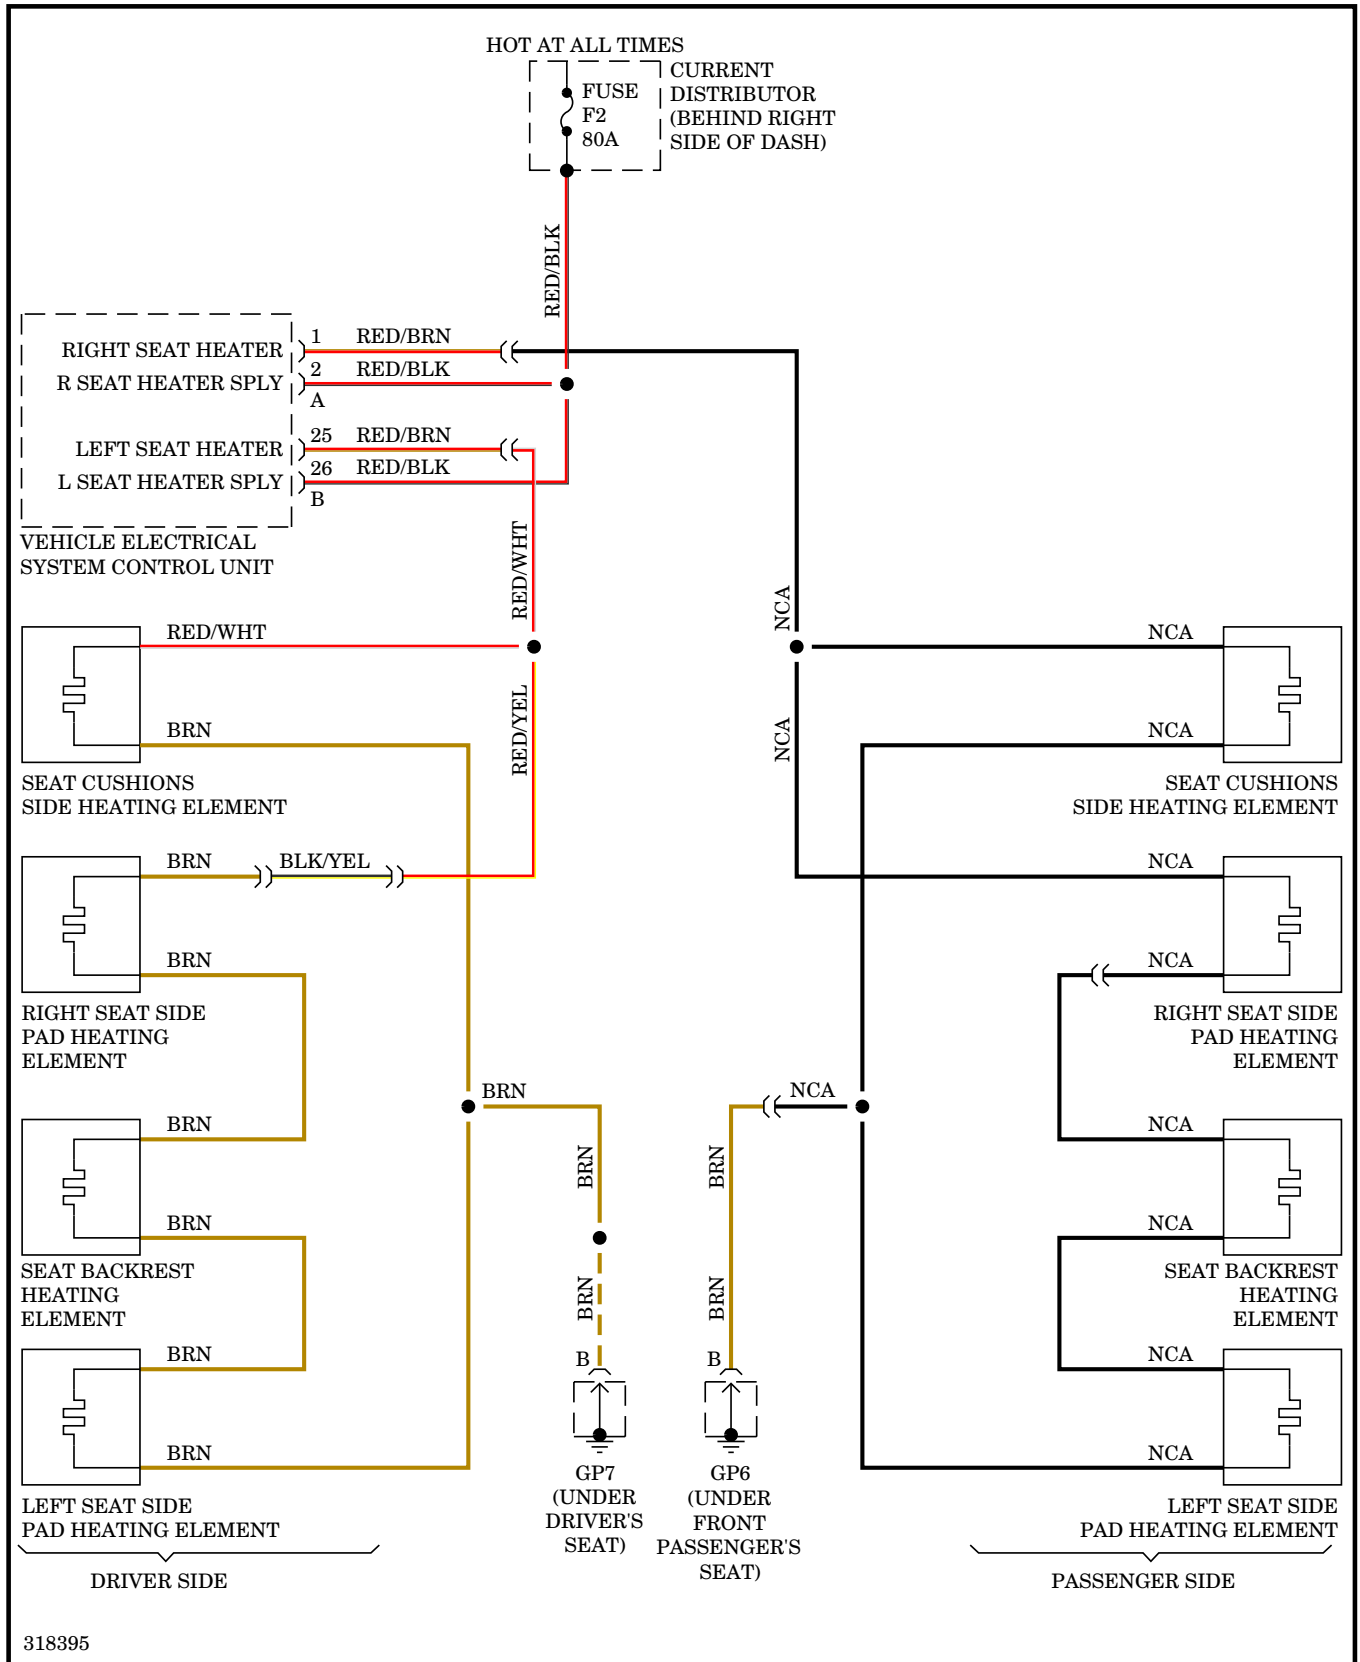 HOT AT ALL TIMES
FUSE
F2
80A
CURRENT
DISTRIBUTOR
(BEHIND RIGHT
SIDE OF DASH)
RED/BLK
RIGHT SEAT HEATER
1
RED/BRN
R SEAT HEATER SPLY
2
RED/BLK
A
LEFT SEAT HEATER
25
RED/BRN
L SEAT HEATER SPLY
26
RED/BLK
B
VEHICLE ELECTRICAL
SYSTEM CONTROL UNIT
RED/WHT
NCA
RED/WHT
NCA
BRN
RED/YEL
NCA
NCA
SEAT CUSHIONS
SIDE HEATING ELEMENT
SEAT CUSHIONS
SIDE HEATING ELEMENT
BRN
BLK/YEL
NCA
BRN
NCA
RIGHT SEAT SIDE
PAD HEATING
ELEMENT
RIGHT SEAT SIDE
PAD HEATING
ELEMENT
BRN
NCA
BRN
NCA
BRN
BRN
BRN
NCA
SEAT BACKREST
HEATING
ELEMENT
BRN
BRN
SEAT BACKREST
HEATING
ELEMENT
BRN
B
B
NCA
BRN
NCA
LEFT SEAT SIDE
PAD HEATING ELEMENT
GP7
(UNDER
DRIVER'S
SEAT)
GP6
(UNDER
FRONT
PASSENGER'S
SEAT)
LEFT SEAT SIDE
PAD HEATING ELEMENT
DRIVER SIDE
PASSENGER SIDE
318395